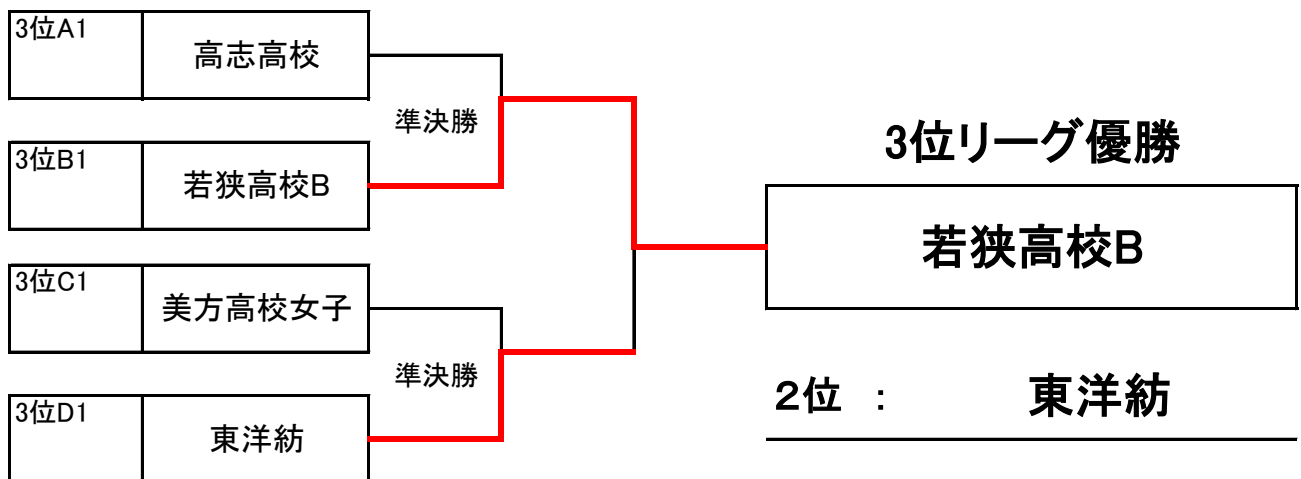 3位A1
高志高校
準決勝
3位B1
若狭高校B
3位C1
美方高校女子
準決勝
3位D1
東洋紡
3位リーグ優勝
若狭高校B
２位 : 東洋紡